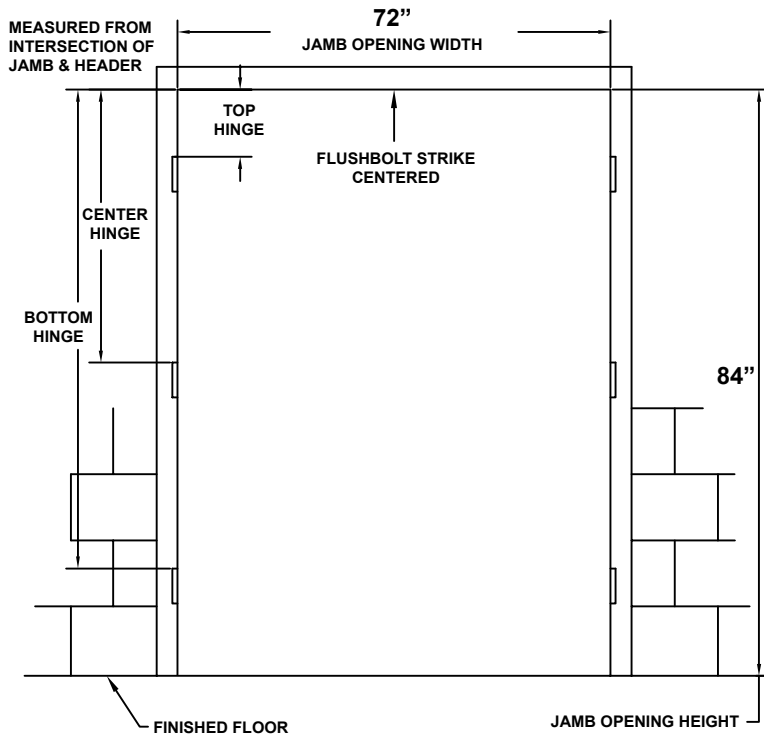 MEASURED FROM
INTERSECTION OF
JAMB & HEADER
72”
JAMB OPENING WIDTH
TOP
HINGE
FLUSHBOLT STRIKE
CENTERED
CENTER
HINGE
BOTTOM
HINGE
84”
FINISHED FLOOR
JAMB OPENING HEIGHT